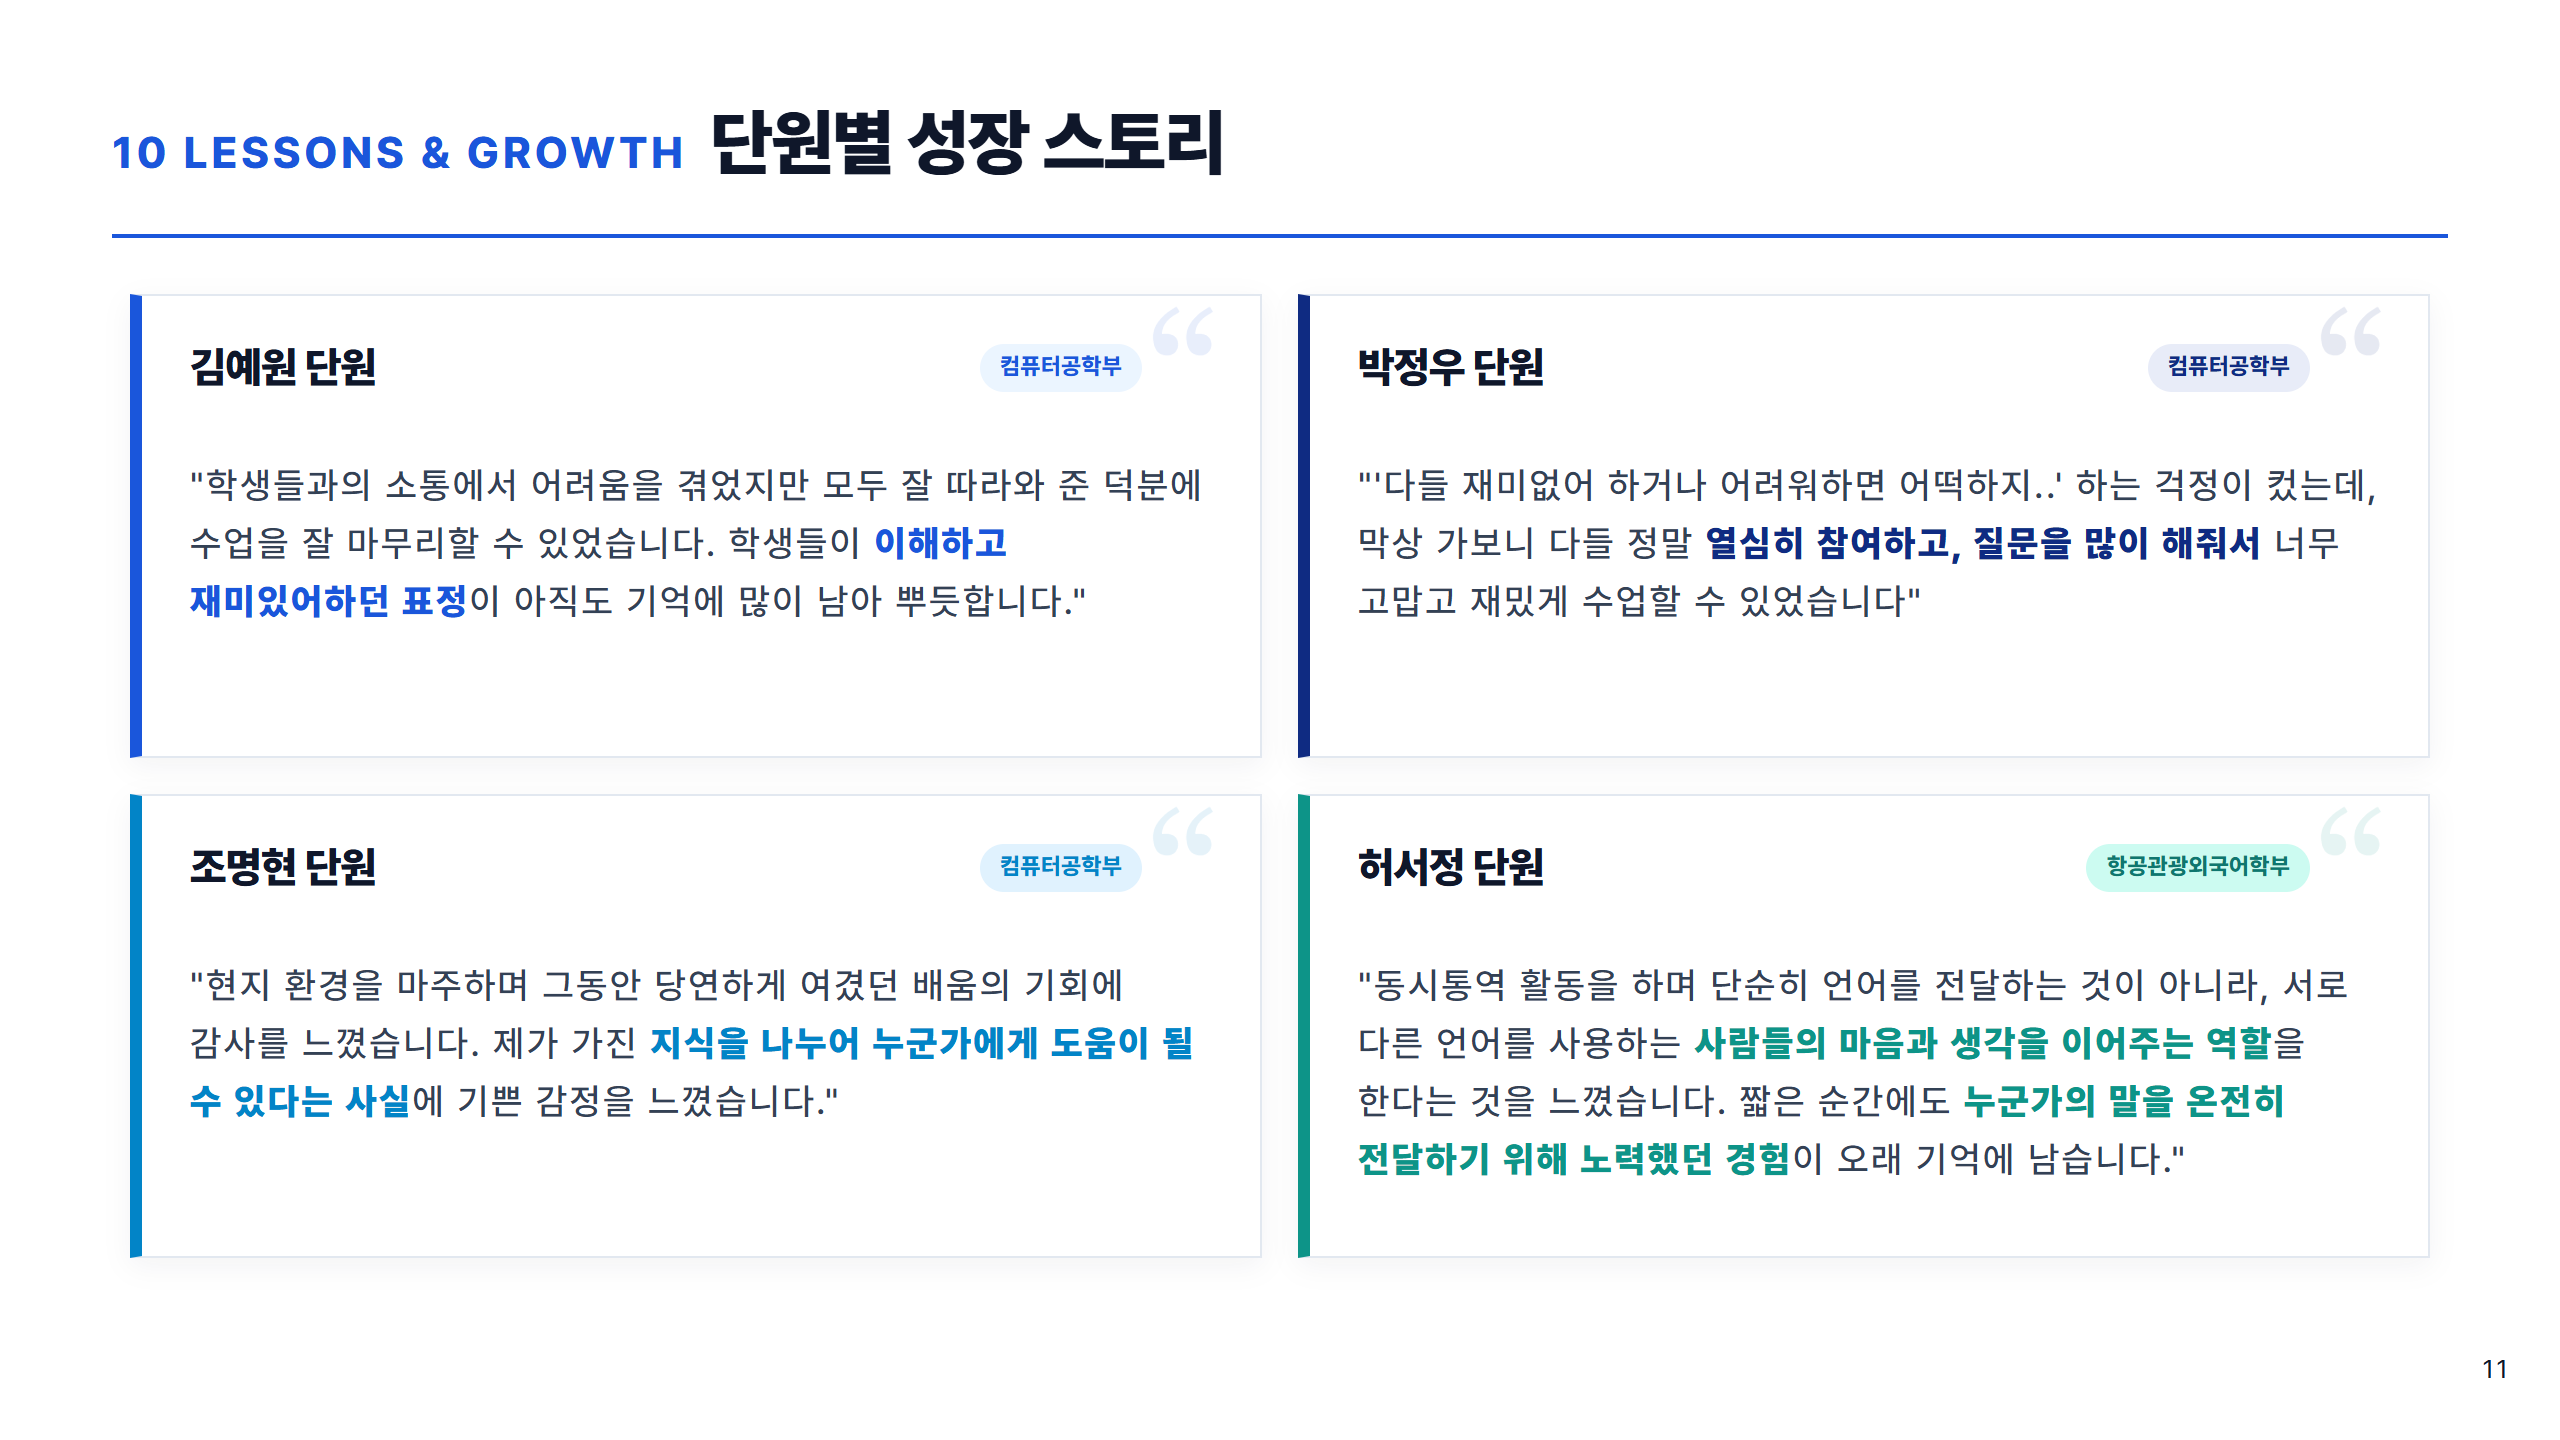 10 LESSONS & GROWTH 단원별 성장 스토리
김예원 단원
컴퓨터공학부
"학생들과의 소통에서 어려움을 겪었지만 모두 잘 따라와 준 덕분에
수업을 잘 마무리할 수 있었습니다. 학생들이 이해하고
재미있어하던 표정이 아직도 기억에 많이 남아 뿌듯합니다."
박정우 단원
컴퓨터공학부
"'다들 재미없어 하거나 어려워하면 어떡하지..' 하는 걱정이 컸는데,
막상 가보니 다들 정말 열심히 참여하고, 질문을 많이 해줘서 너무
고맙고 재밌게 수업할 수 있었습니다"
조명현 단원
컴퓨터공학부
"현지 환경을 마주하며 그동안 당연하게 여겼던 배움의 기회에
감사를 느꼈습니다. 제가 가진 지식을 나누어 누군가에게 도움이 될
수 있다는 사실에 기쁜 감정을 느꼈습니다."
허서정 단원
항공관광외국어학부
"동시통역 활동을 하며 단순히 언어를 전달하는 것이 아니라, 서로
다른 언어를 사용하는 사람들의 마음과 생각을 이어주는 역할을
한다는 것을 느꼈습니다. 짧은 순간에도 누군가의 말을 온전히
전달하기 위해 노력했던 경험이 오래 기억에 남습니다."
11